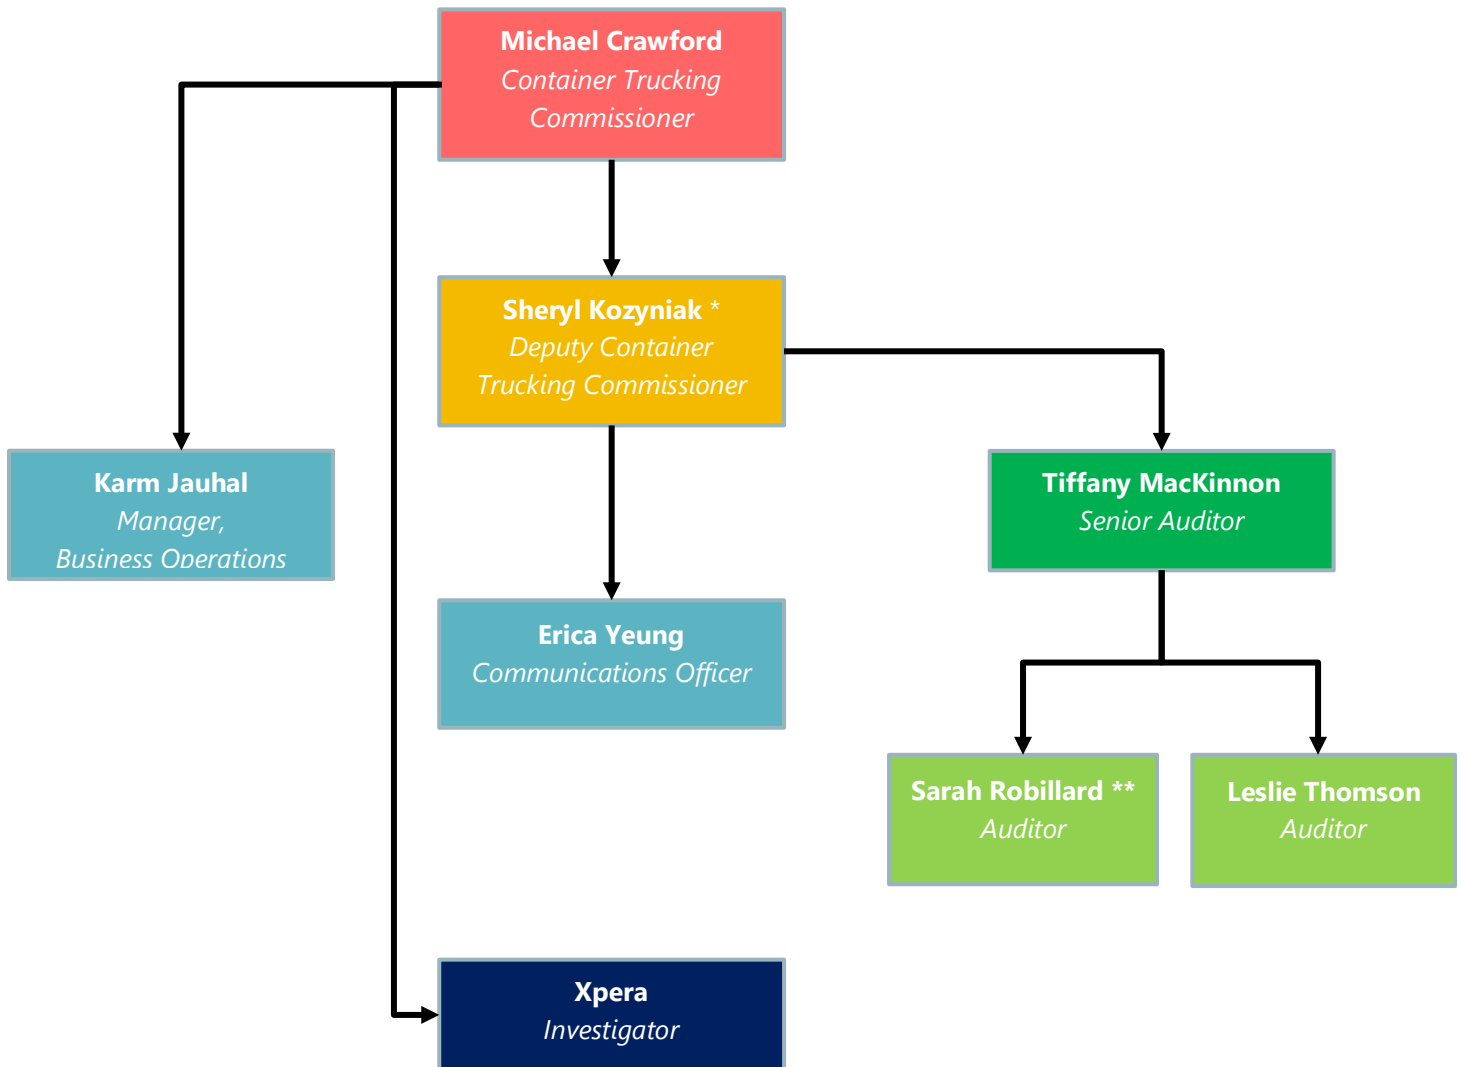 Michael Crawford
Container Trucking
Commissioner
Sheryl Kozyniak *
Deputy Container
Trucking Commissioner
Karm Jauhal
Manager,
Business Operations
Tiffany MacKinnon
Senior Auditor
Erica Yeung
Communications Officer
Sarah Robillard **
Auditor
Leslie Thomson
Auditor
Xpera
Investigator